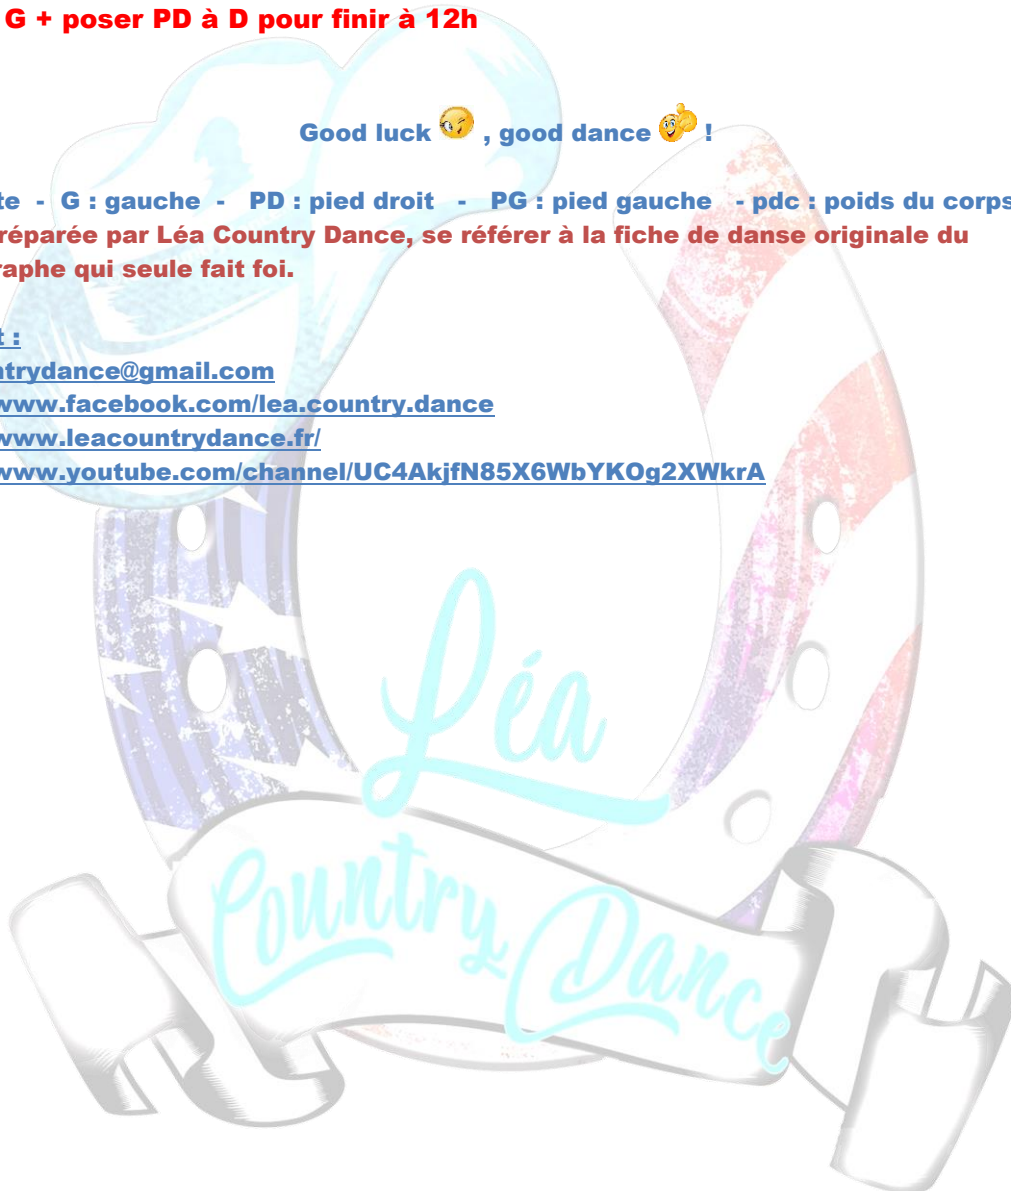 G + poser PD à D pour finir à 12h
Good luck , good dance !
te - G : gauche - PD : pied droit - PG : pied gauche - pdc : poids du corps
réparée par Léa Country Dance, se référer à la fiche de danse originale du
raphe qui seule fait foi.
t :
ntrydance@gmail.com
www.facebook.com/lea.country.dance
www.leacountrydance.fr/
www.youtube.com/channel/UC4AkjfN85X6WbYKOg2XWkrA
Léa
Country Dance